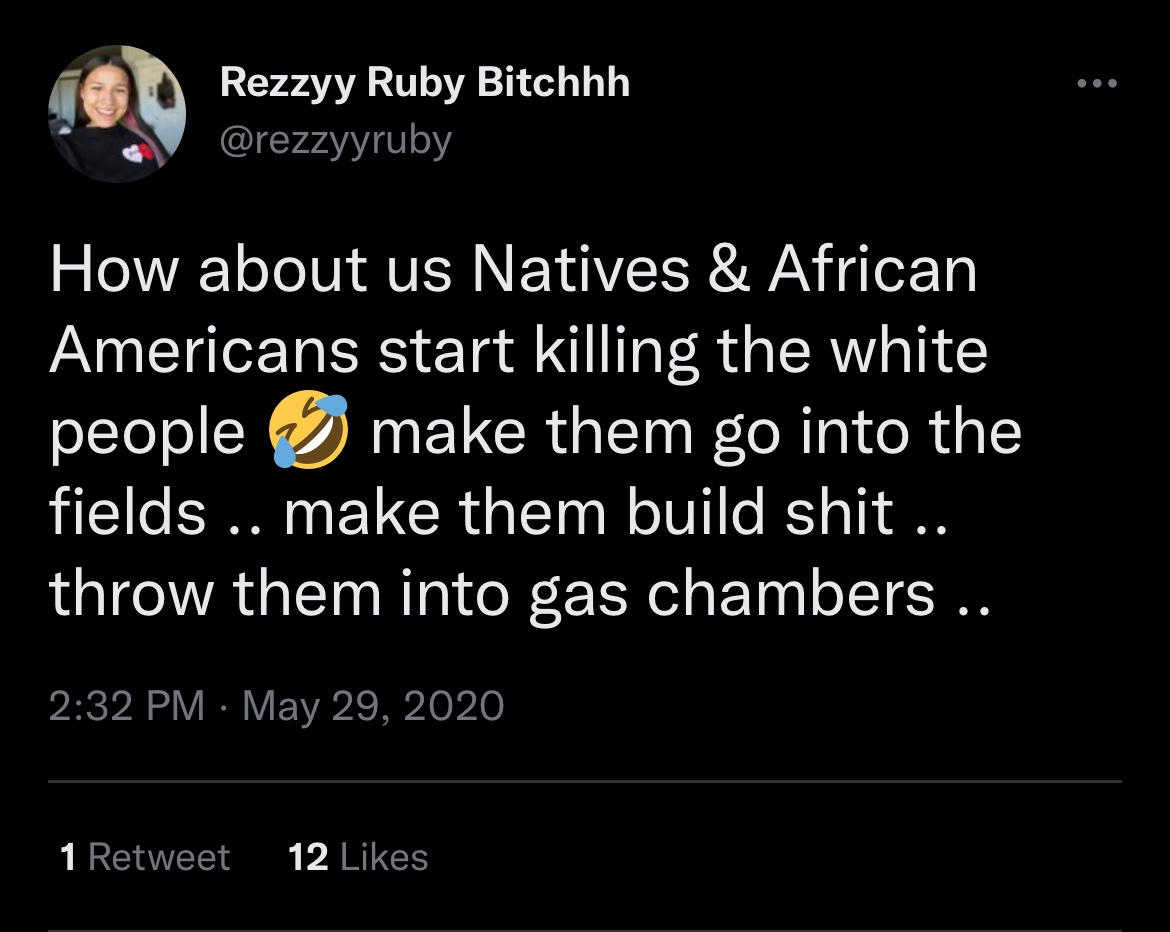 Rezzyy Ruby Bitchhh
@rezzyyruby
How about us Natives & African
Americans start killing the white
people 🤣 make them go into the
fields .. make them build shit ..
throw them into gas chambers ..
2:32 PM · May 29, 2020
1 Retweet 12 Likes